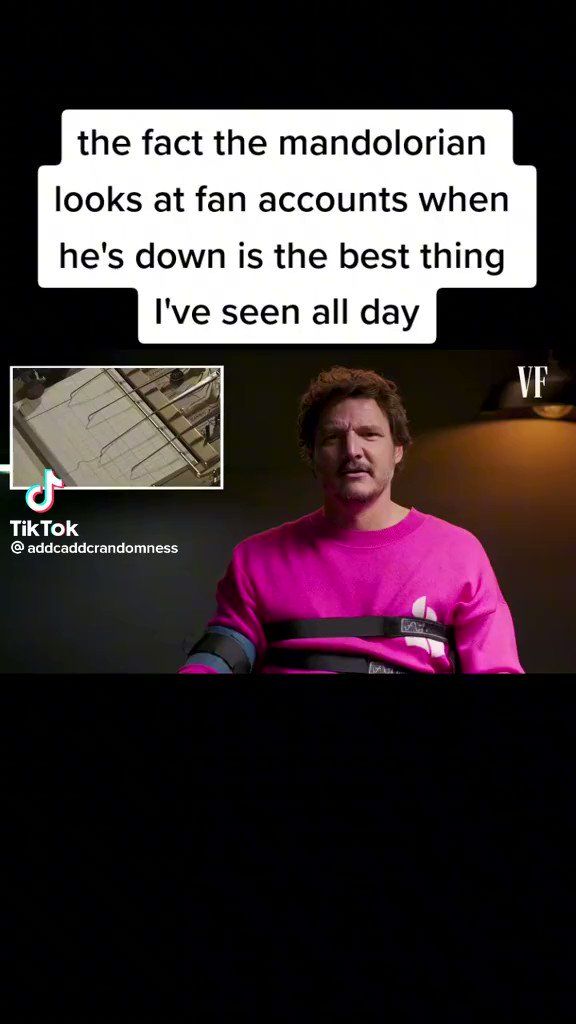 the fact the mandolorian
looks at fan accounts when
he's down is the best thing
I've seen all day
VF
TikTok
@ addcaddcrandomness